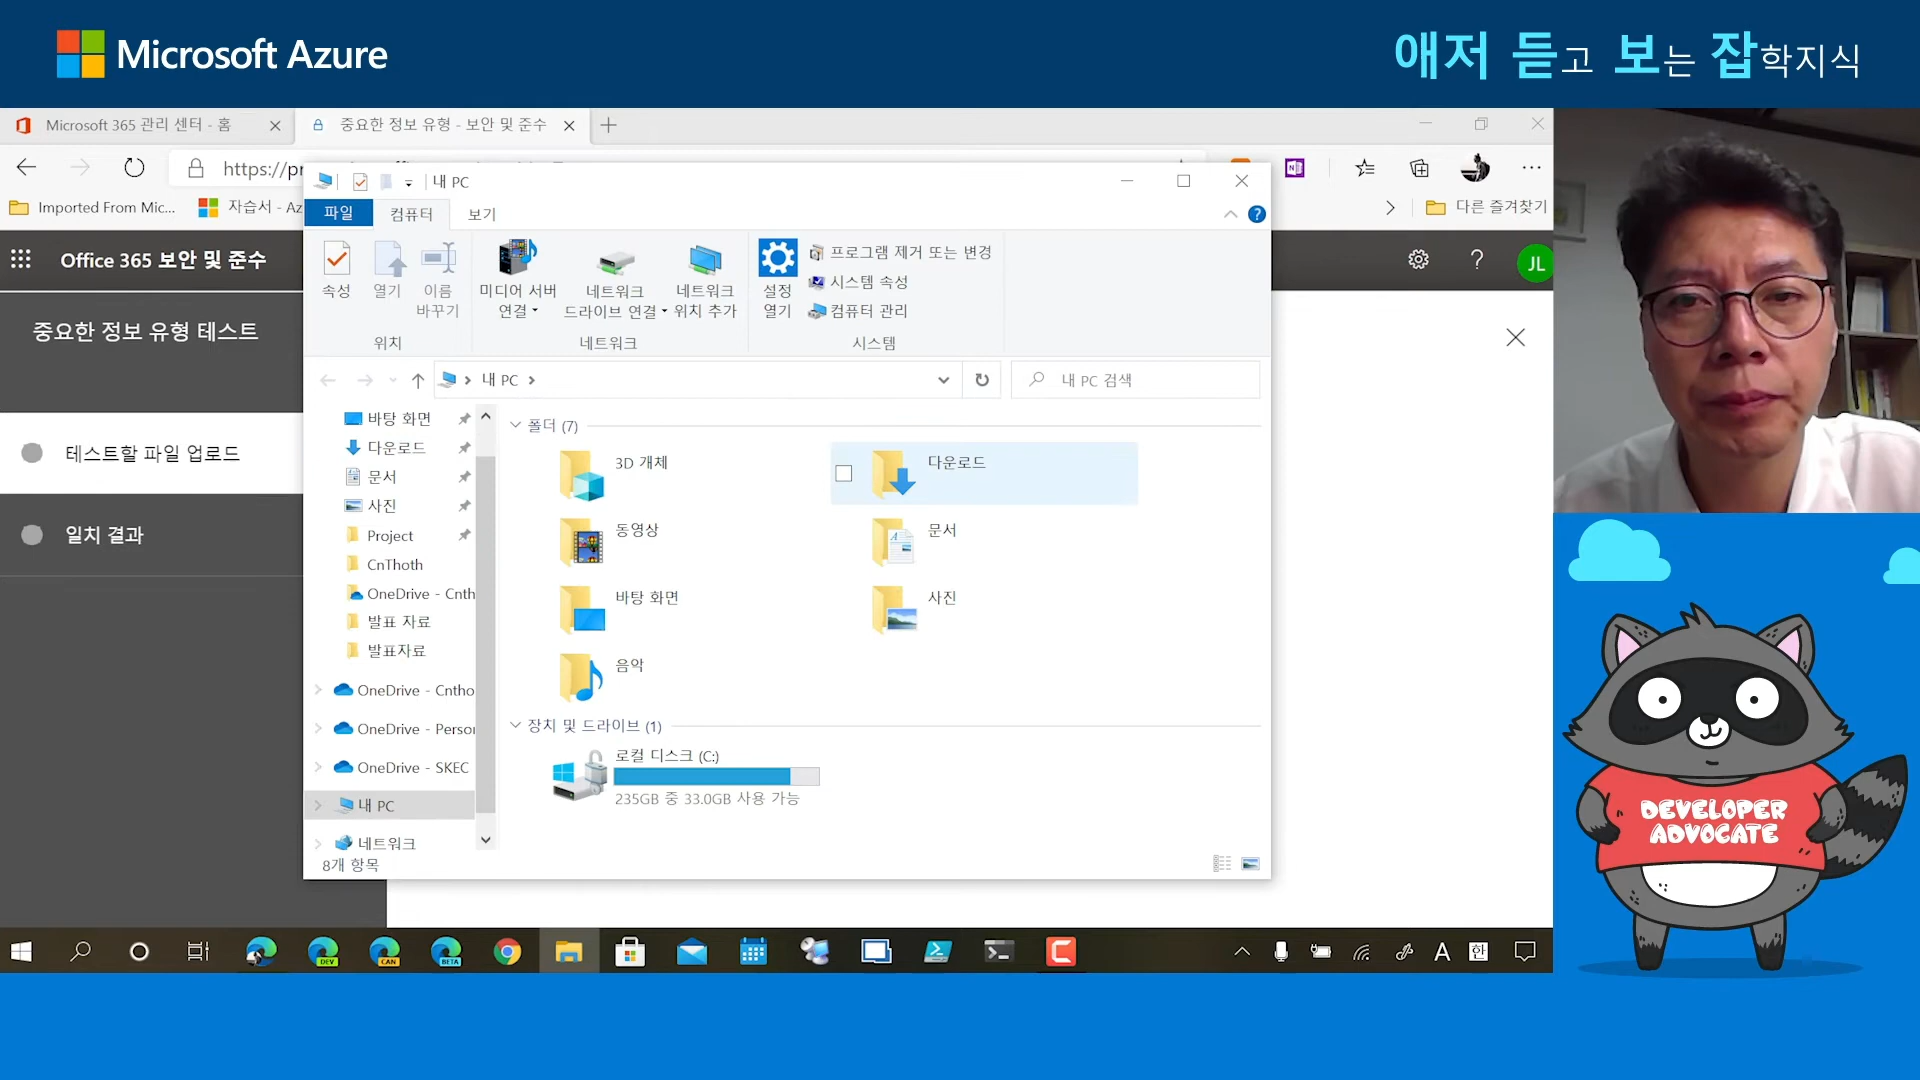 Microsoft Azure
애저 듣고 보는 잡학지식
Microsoft 365 관리 센터 - 홈
중요한 정보 유형 - 보안 및 준수
https://pr
Imported From Mic...
자습서 - Az
다른 즐겨찾기
Office 365 보안 및 준수
JL
중요한 정보 유형 테스트
테스트할 파일 업로드
일치 결과
내 PC
파일
컴퓨터
보기
속성
열기
이름 바꾸기
위치
미디어 서버 연결
네트워크 드라이브 연결
네트워크 위치 추가
네트워크
설정 열기
프로그램 제거 또는 변경
시스템 속성
컴퓨터 관리
시스템
내 PC
내 PC 검색
바탕 화면
다운로드
문서
사진
Project
CnThoth
OneDrive - Cnth
발표 자료
발표자료
OneDrive - Cntho
OneDrive - Person
OneDrive - SKEC
내 PC
네트워크
8개 항목
폴더 (7)
3D 개체
다운로드
동영상
문서
바탕 화면
사진
음악
장치 및 드라이브 (1)
로컬 디스크 (C:)
235GB 중 33.0GB 사용 가능
DEV
CAN
BETA
A
한
DEVELOPER
ADVOCATE